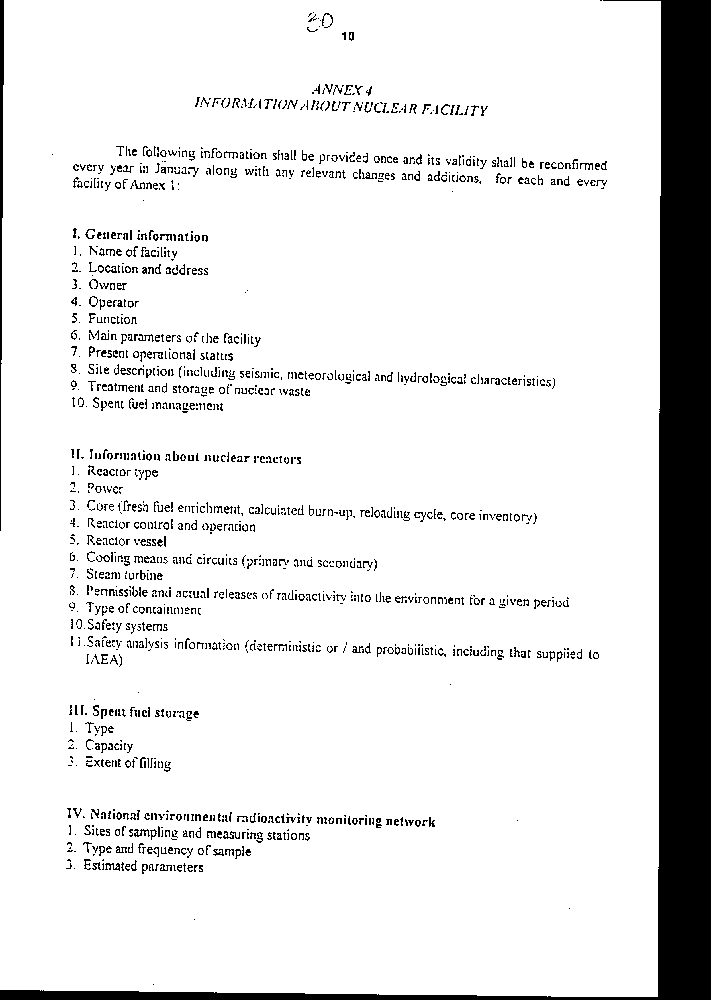 30
10
ANNEX 4
INFORMATION ABOUT NUCLEAR FACILITY
The following information shall be provided once and its validity shall be reconfirmed
every year in January along with any relevant changes and additions, for each and every
facility of Annex 1:
I. General information
1. Name of facility
2. Location and address
3. Owner
4. Operator
5. Function
6. Main parameters of the facility
7. Present operational status
8. Site description (including seismic, meteorological and hydrological characteristics)
9. Treatment and storage of nuclear waste
10. Spent fuel management
II. Information about nuclear reactors
1. Reactor type
2. Power
3. Core (fresh fuel enrichment, calculated burn-up, reloading cycle, core inventory)
4. Reactor control and operation
5. Reactor vessel
6. Cooling means and circuits (primary and secondary)
7. Steam turbine
8. Permissible and actual releases of radioactivity into the environment for a given period
9. Type of containment
10.Safety systems
11.Safety analysis information (deterministic or / and probabilistic, including that supplied to
IAEA)
III. Spent fuel storage
1. Type
2. Capacity
3. Extent of filling
IV. National environmental radioactivity monitoring network
1. Sites of sampling and measuring stations
2. Type and frequency of sample
3. Estimated parameters